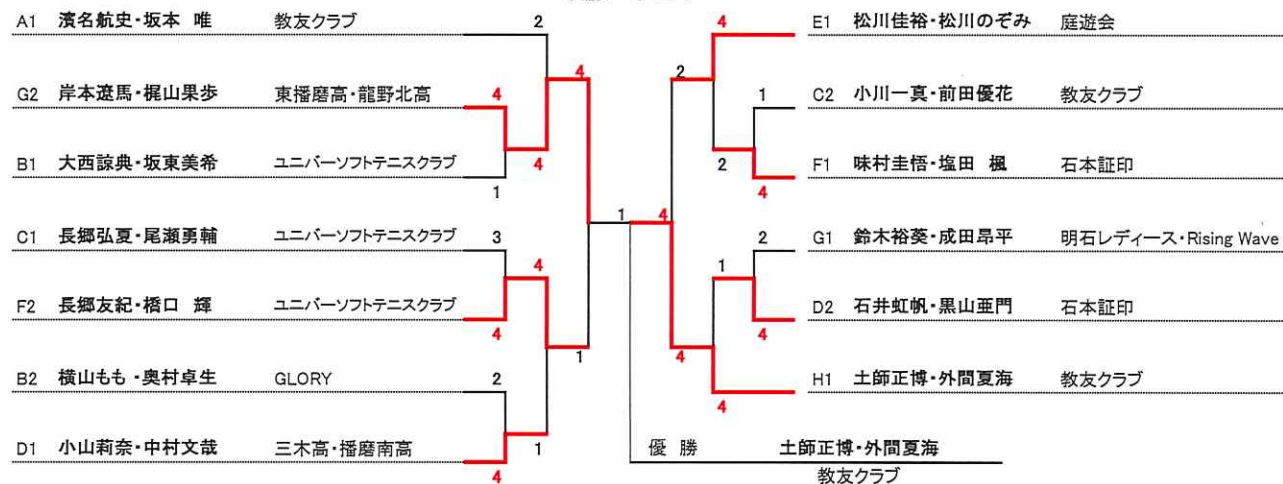 A1 濱名航史・坂本 唯 教友クラブ 2
G2 岸本遼馬・梶山果歩 東播磨高・龍野北高 4
4
4
B1 大西諒典・坂東美希 ユニバーソフトテニスクラブ 1
C1 長郷弘夏・尾瀬勇輔 ユニバーソフトテニスクラブ 3
4
F2 長郷友紀・橋口 輝 ユニバーソフトテニスクラブ 4
1
B2 横山もも・奥村卓生 GLORY 2
D1 小山莉奈・中村文哉 三木高・播磨南高 4
1
1 4
4 E1 松川佳裕・松川のぞみ 庭遊会
2
1 C2 小川一真・前田優花 教友クラブ
2
4 F1 味村圭悟・塩田 楓 石本証印
2 G1 鈴木裕葵・成田昂平 明石レディース・Rising Wave
1
4 D2 石井虹帆・黒山亜門 石本証印
4
4 H1 土師正博・外間夏海 教友クラブ
優 勝 土師正博・外間夏海
教友クラブ